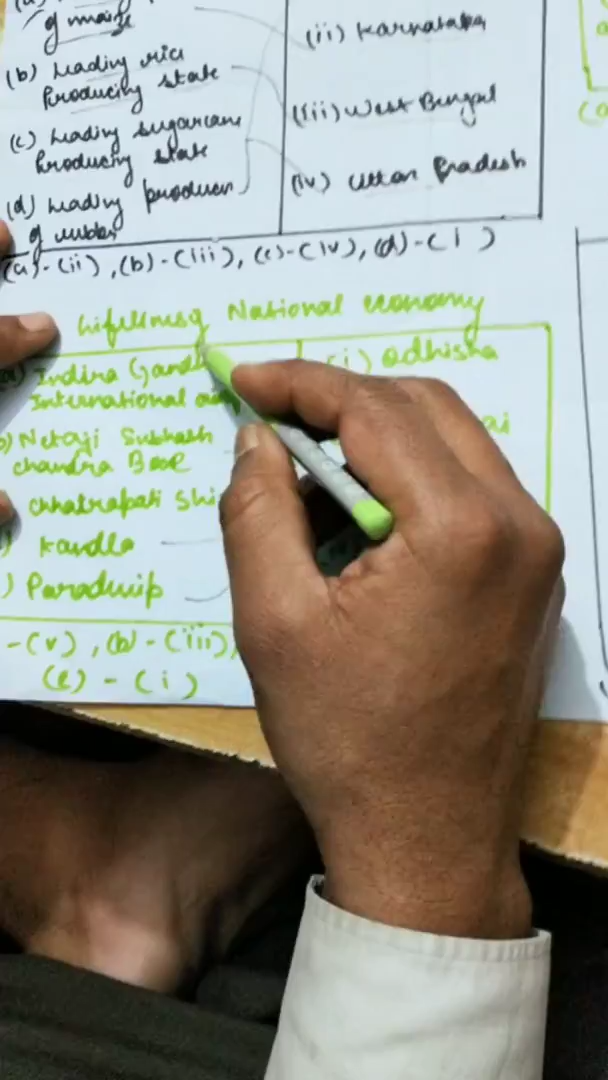 of maize
(ii) Karnataka
(b) Leading rice
Producing state
(iii) West Bengal
(c) Leading sugarcane
Producing state
(iv) Uttar Pradesh
(d) Leading producer
of rubber
(a)-(ii), (b)-(iii), (c)-(iv), (d)-(i)
National economy
Indira Gandhi
International
(i) Odhisha
Netaji Subhash
chandra Bose
ai
chhatrapati Shi
Kandla
Paradwip
-(v), (b)-(iii),
(e)-(i)